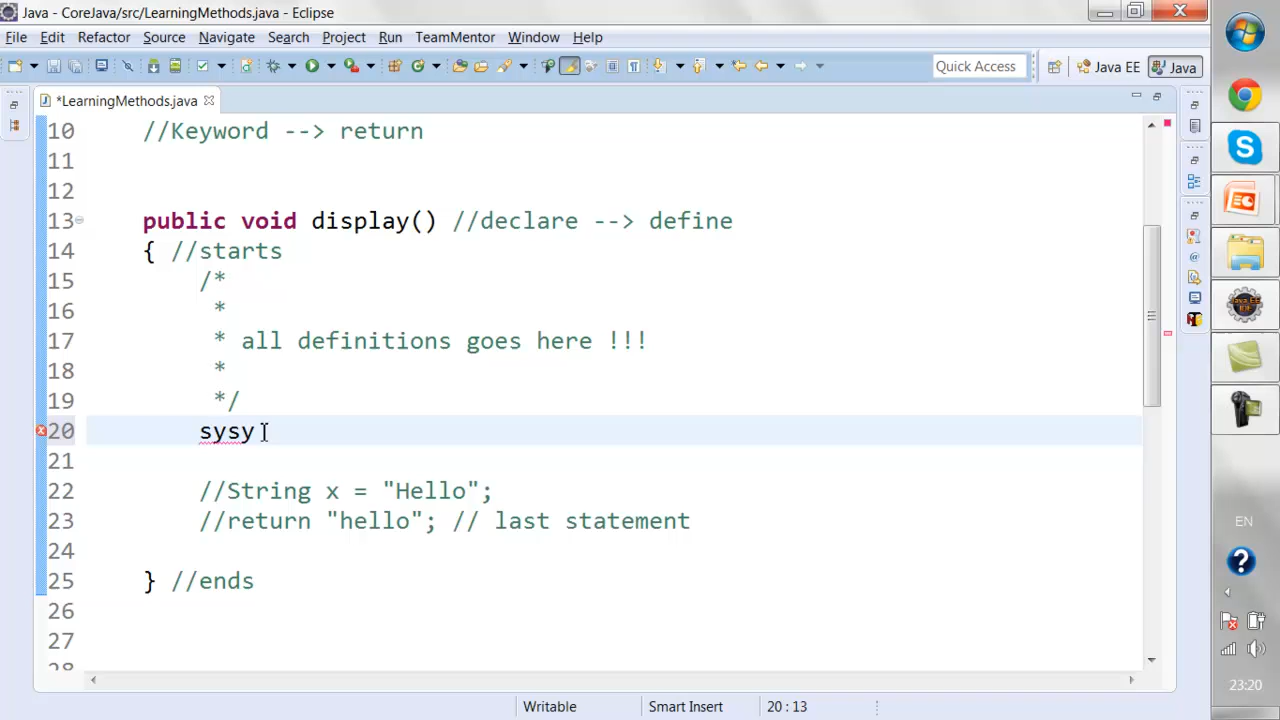 Java - CoreJava/src/LearningMethods.java - Eclipse
File Edit Refactor Source Navigate Search Project Run TeamMentor Window Help
Quick Access
Java EE
Java
*LearningMethods.java
10 //Keyword --> return
11
12
13 public void display() //declare --> define
14 { //starts
15 /*
16 *
17 * all definitions goes here !!!
18 *
19 */
20 sysy
21
22 //String x = "Hello";
23 //return "hello"; // last statement
24
25 } //ends
26
27
28
Writable
Smart Insert
20 : 13
EN
23:20